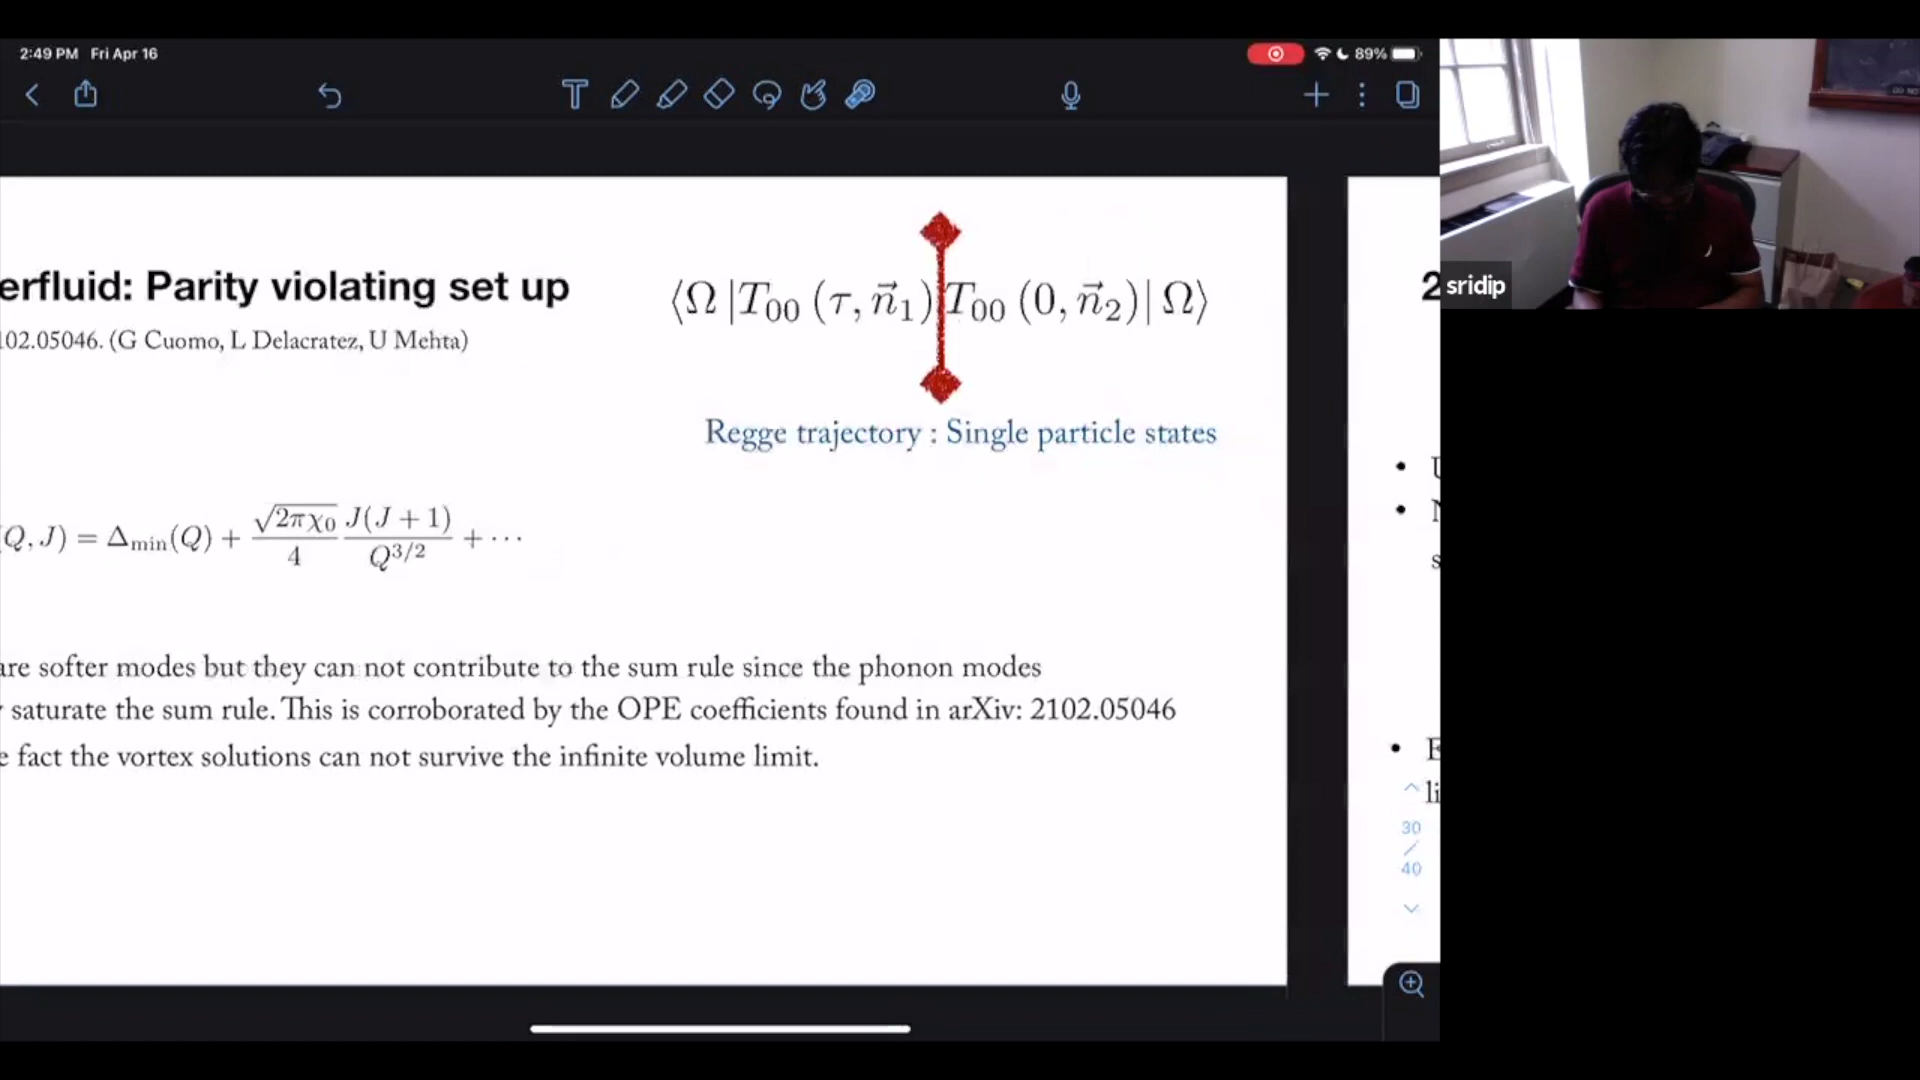 2:49 PM Fri Apr 16
89%
erfluid: Parity violating set up
102.05046. (G Cuomo, L Delacratez, U Mehta)
⟨Ω |T₀₀ (τ, n⃗₁) T₀₀ (0, n⃗₂)| Ω⟩
Regge trajectory : Single particle states
(Q, J) = Δ_min(Q) + √(2πχ₀)/4 J(J + 1)/Q^{3/2} + ⋯
are softer modes but they can not contribute to the sum rule since the phonon modes
saturate the sum rule. This is corroborated by the OPE coefficients found in arXiv: 2102.05046
e fact the vortex solutions can not survive the infinite volume limit.
2
s
li
30
/
40
sridip
DO NO